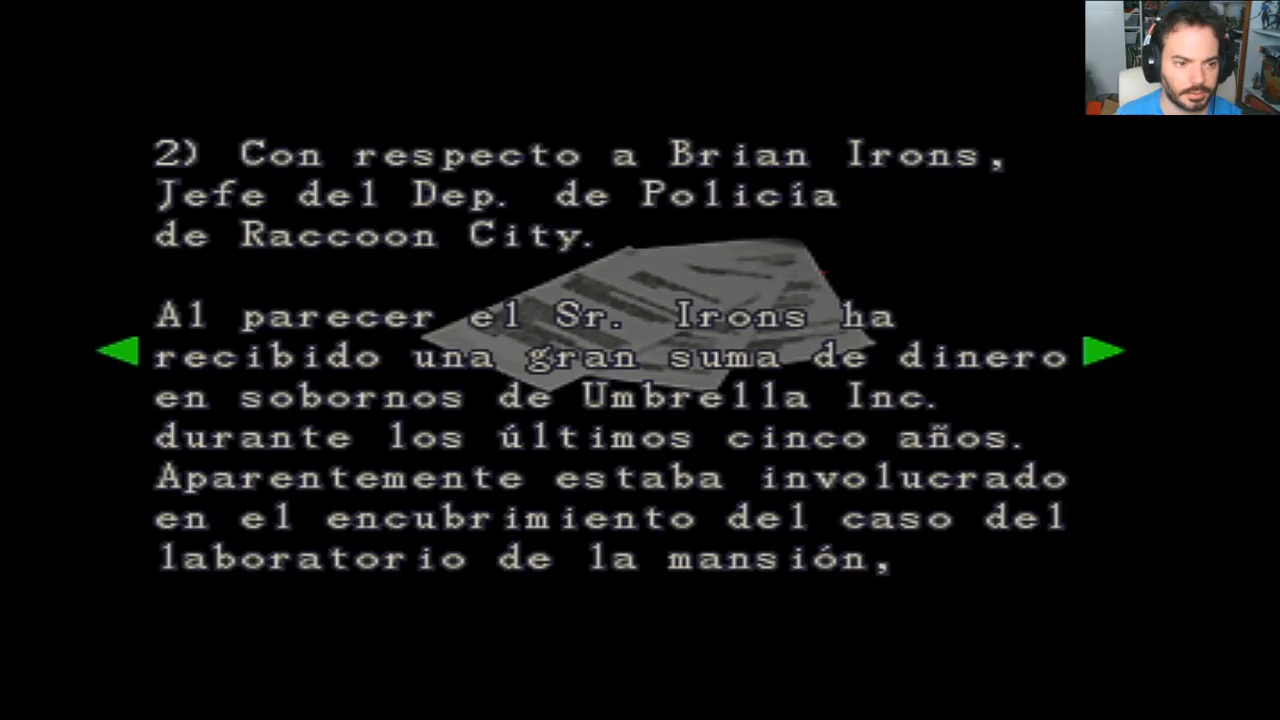 2) Con respecto a Brian Irons,
Jefe del Dep. de Policía
de Raccoon City.
Al parecer el Sr. Irons ha
recibido una gran suma de dinero
en sobornos de Umbrella Inc.
durante los últimos cinco años.
Aparentemente estaba involucrado
en el encubrimiento del caso del
laboratorio de la mansión,